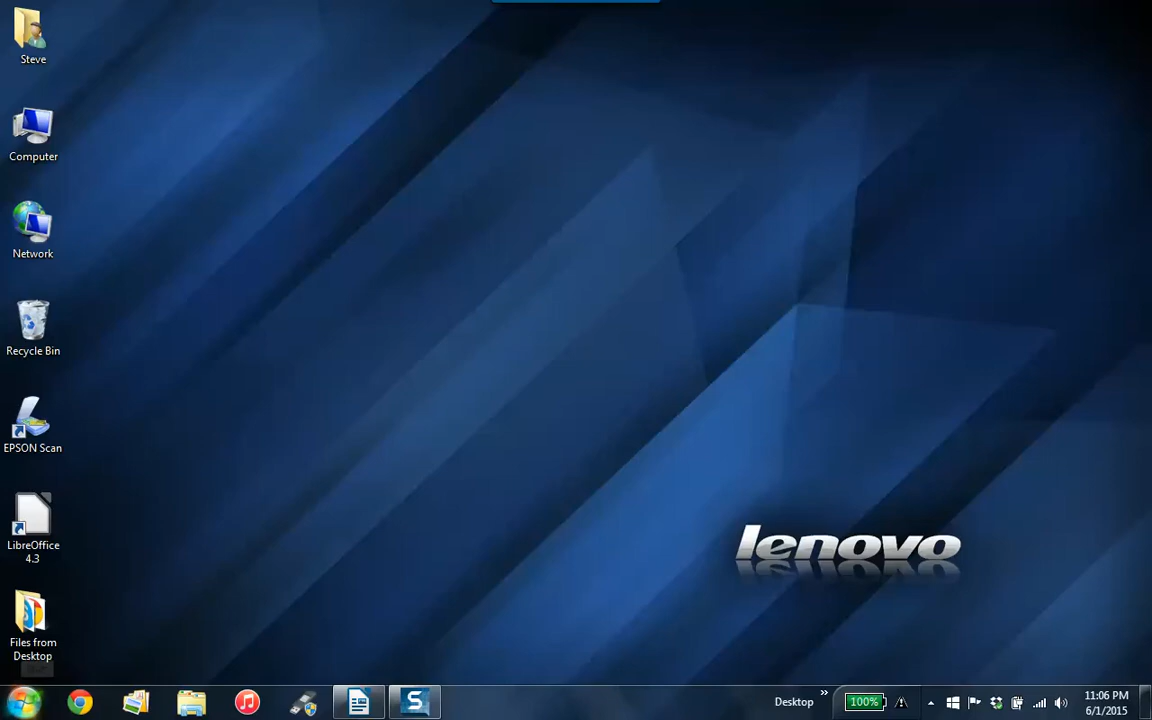 Steve
Computer
Network
Recycle Bin
EPSON Scan
LibreOffice
4.3
Files from
Desktop
lenovo
S
Desktop
»
100%
11:06 PM
6/1/2015